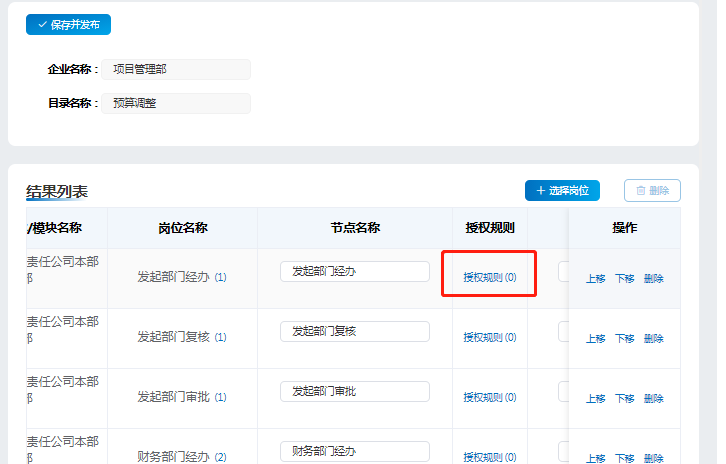 保存并发布
企业名称： 项目管理部
目录名称： 预算调整
结果列表 选择岗位 删除
/模块名称 岗位名称 节点名称 授权规则 操作
责任公司本部
发起部门经办 (1) 发起部门经办 授权规则(0) 上移 下移 删除
责任公司本部
发起部门复核 (1) 发起部门复核 授权规则(0) 上移 下移 删除
责任公司本部
发起部门审批 (1) 发起部门审批 授权规则(0) 上移 下移 删除
责任公司本部
财务部门经办 (2) 财务部门经办 授权规则(0) 上移 下移 删除